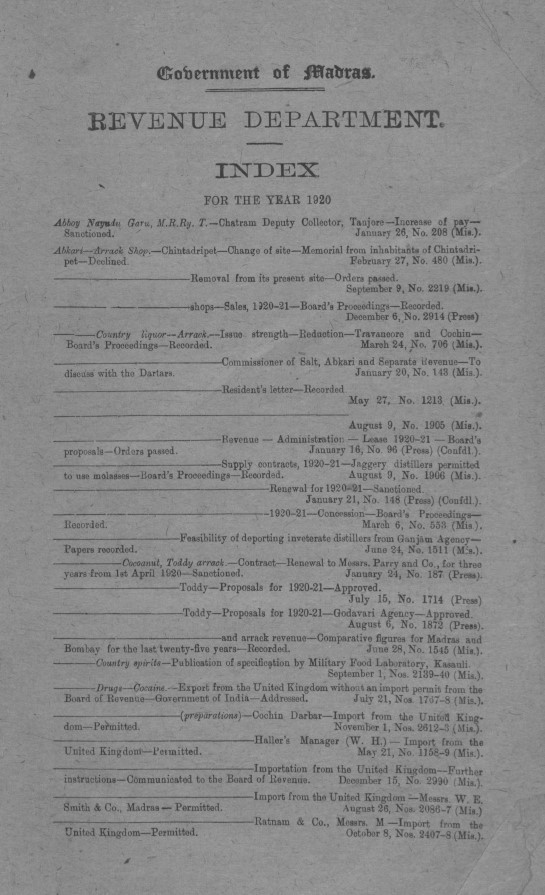 Government of Madras.
REVENUE DEPARTMENT.
INDEX
FOR THE YEAR 1920
Abboy Nayudu Garu, M.R.Ry. T.—Chatram Deputy Collector, Tanjore—Increase of pay—
Sanctioned. January 26, No. 208 (Mis.).
Abkari—Arrack Shop.—Chintadripet—Change of site—Memorial from inhabitants of Chintadri-
pet—Declined. February 27, No. 480 (Mis.).
————Removal from its present site—Orders passed.
September 9, No. 2219 (Mis.).
————shops—Sales, 1920-21—Board's Proceedings—Recorded.
December 6, No. 2914 (Press)
————Country liquor—Arrack.—Issue strength—Reduction—Travancore and Cochin—
Board's Proceedings—Recorded. March 24, No. 706 (Mis.).
————Commissioner of Salt, Abkari and Separate Revenue—To
discuss with the Darbars. January 20, No. 143 (Mis.).
————Resident's letter—Recorded
May 27, No. 1213 (Mis.).
————
August 9, No. 1905 (Mis.).
————Revenue — Administration — Lease 1920-21 — Board's
proposals—Orders passed. January 16, No. 96 (Press) (Confdl.).
————Supply contracts, 1920-21—Jaggery distillers permitted
to use molasses—Board's Proceedings—Recorded. August 9, No. 1906 (Mis.).
————Renewal for 1920-21—Sanctioned.
January 21, No. 148 (Press) (Confdl.).
————1920-21—Concession—Board's Proceedings—
Recorded. March 6, No. 553 (Mis.).
————Feasibility of deporting inveterate distillers from Ganjam Agency—
Papers recorded. June 24, No. 1511 (Mis.).
————Cocoanut, Toddy arrack.—Contract—Renewal to Messrs. Parry and Co., for three
years from 1st April 1920—Sanctioned. January 24, No. 187 (Press).
————Toddy—Proposals for 1920-21—Approved.
July 15, No. 1714 (Press)
————Toddy—Proposals for 1920-21—Godavari Agency—Approved.
August 6, No. 1872 (Press).
————and arrack revenue—Comparative figures for Madras and
Bombay for the last twenty-five years—Recorded. June 28, No. 1545 (Mis.).
————Country spirits—Publication of specification by Military Food Laboratory, Kasauli.
September 1, Nos. 2139-40 (Mis.).
————Drugs—Cocaine.—Export from the United Kingdom without an import permit from the
Board of Revenue—Government of India—Addressed. July 21, Nos 1767-8 (Mis.).
————(preparations)—Cochin Darbar—Import from the United King-
dom—Permitted. November 1, Nos. 2612-3 (Mis.).
————Haller's Manager (W. H.)— Import from the
United Kingdom—Permitted. May 21, No. 1158-9 (Mis.).
————Importation from the United Kingdom—Further
instructions—Communicated to the Board of Revenue. December 15, No. 2990 (Mis.).
————Import from the United Kingdom—Messrs. W. E.
Smith & Co., Madras — Permitted. August 26, Nos. 2086-7 (Mis.)
————Ratnam & Co., Messrs. M—Import from the
United Kingdom—Permitted. October 8, Nos. 2407-8 (Mis.).